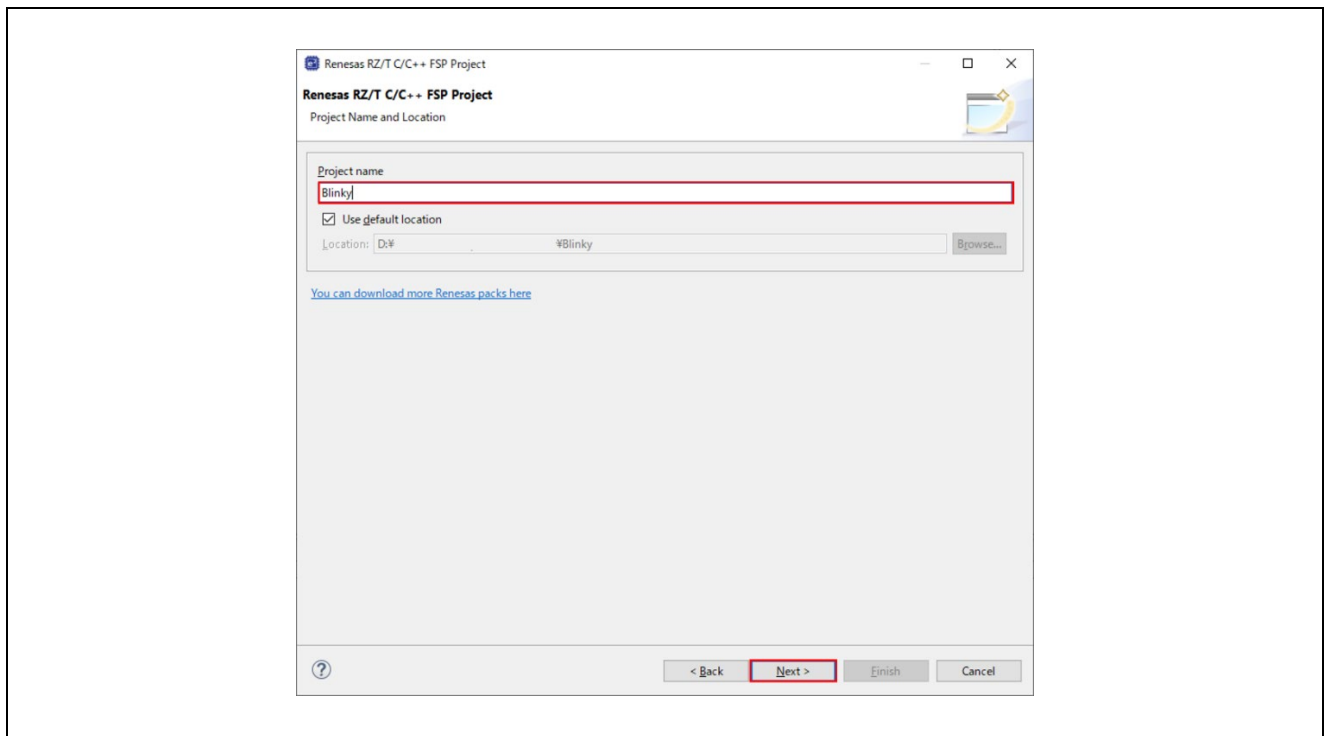 Renesas RZ/T C/C++ FSP Project
Renesas RZ/T C/C++ FSP Project
Project Name and Location
Project name
Blinky
Use default location
Location: D:¥ ¥Blinky Browse...
You can download more Renesas packs here
? < Back Next > Finish Cancel